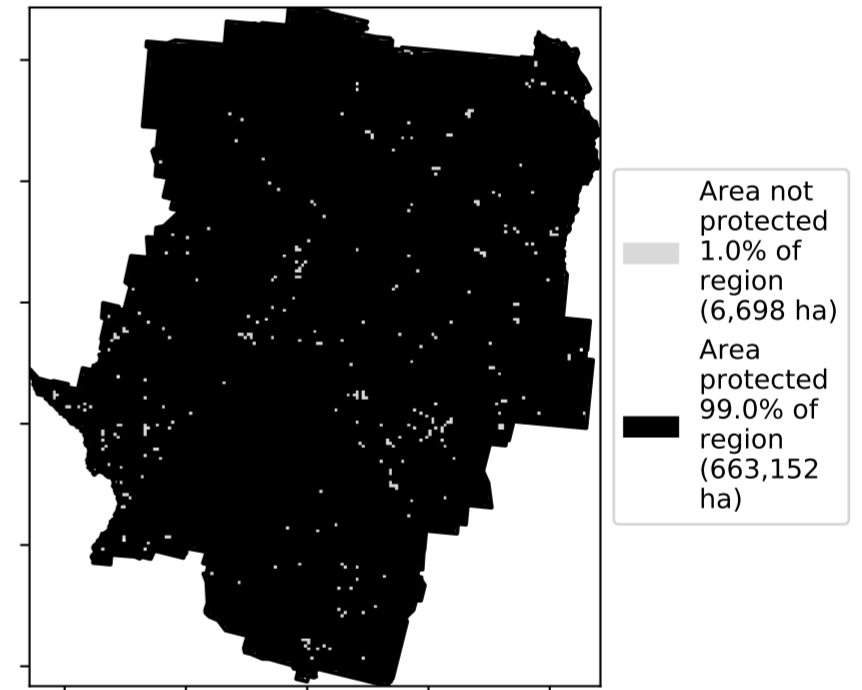 Area not
protected
1.0% of
region
(6,698 ha)
Area
protected
99.0% of
region
(663,152
ha)